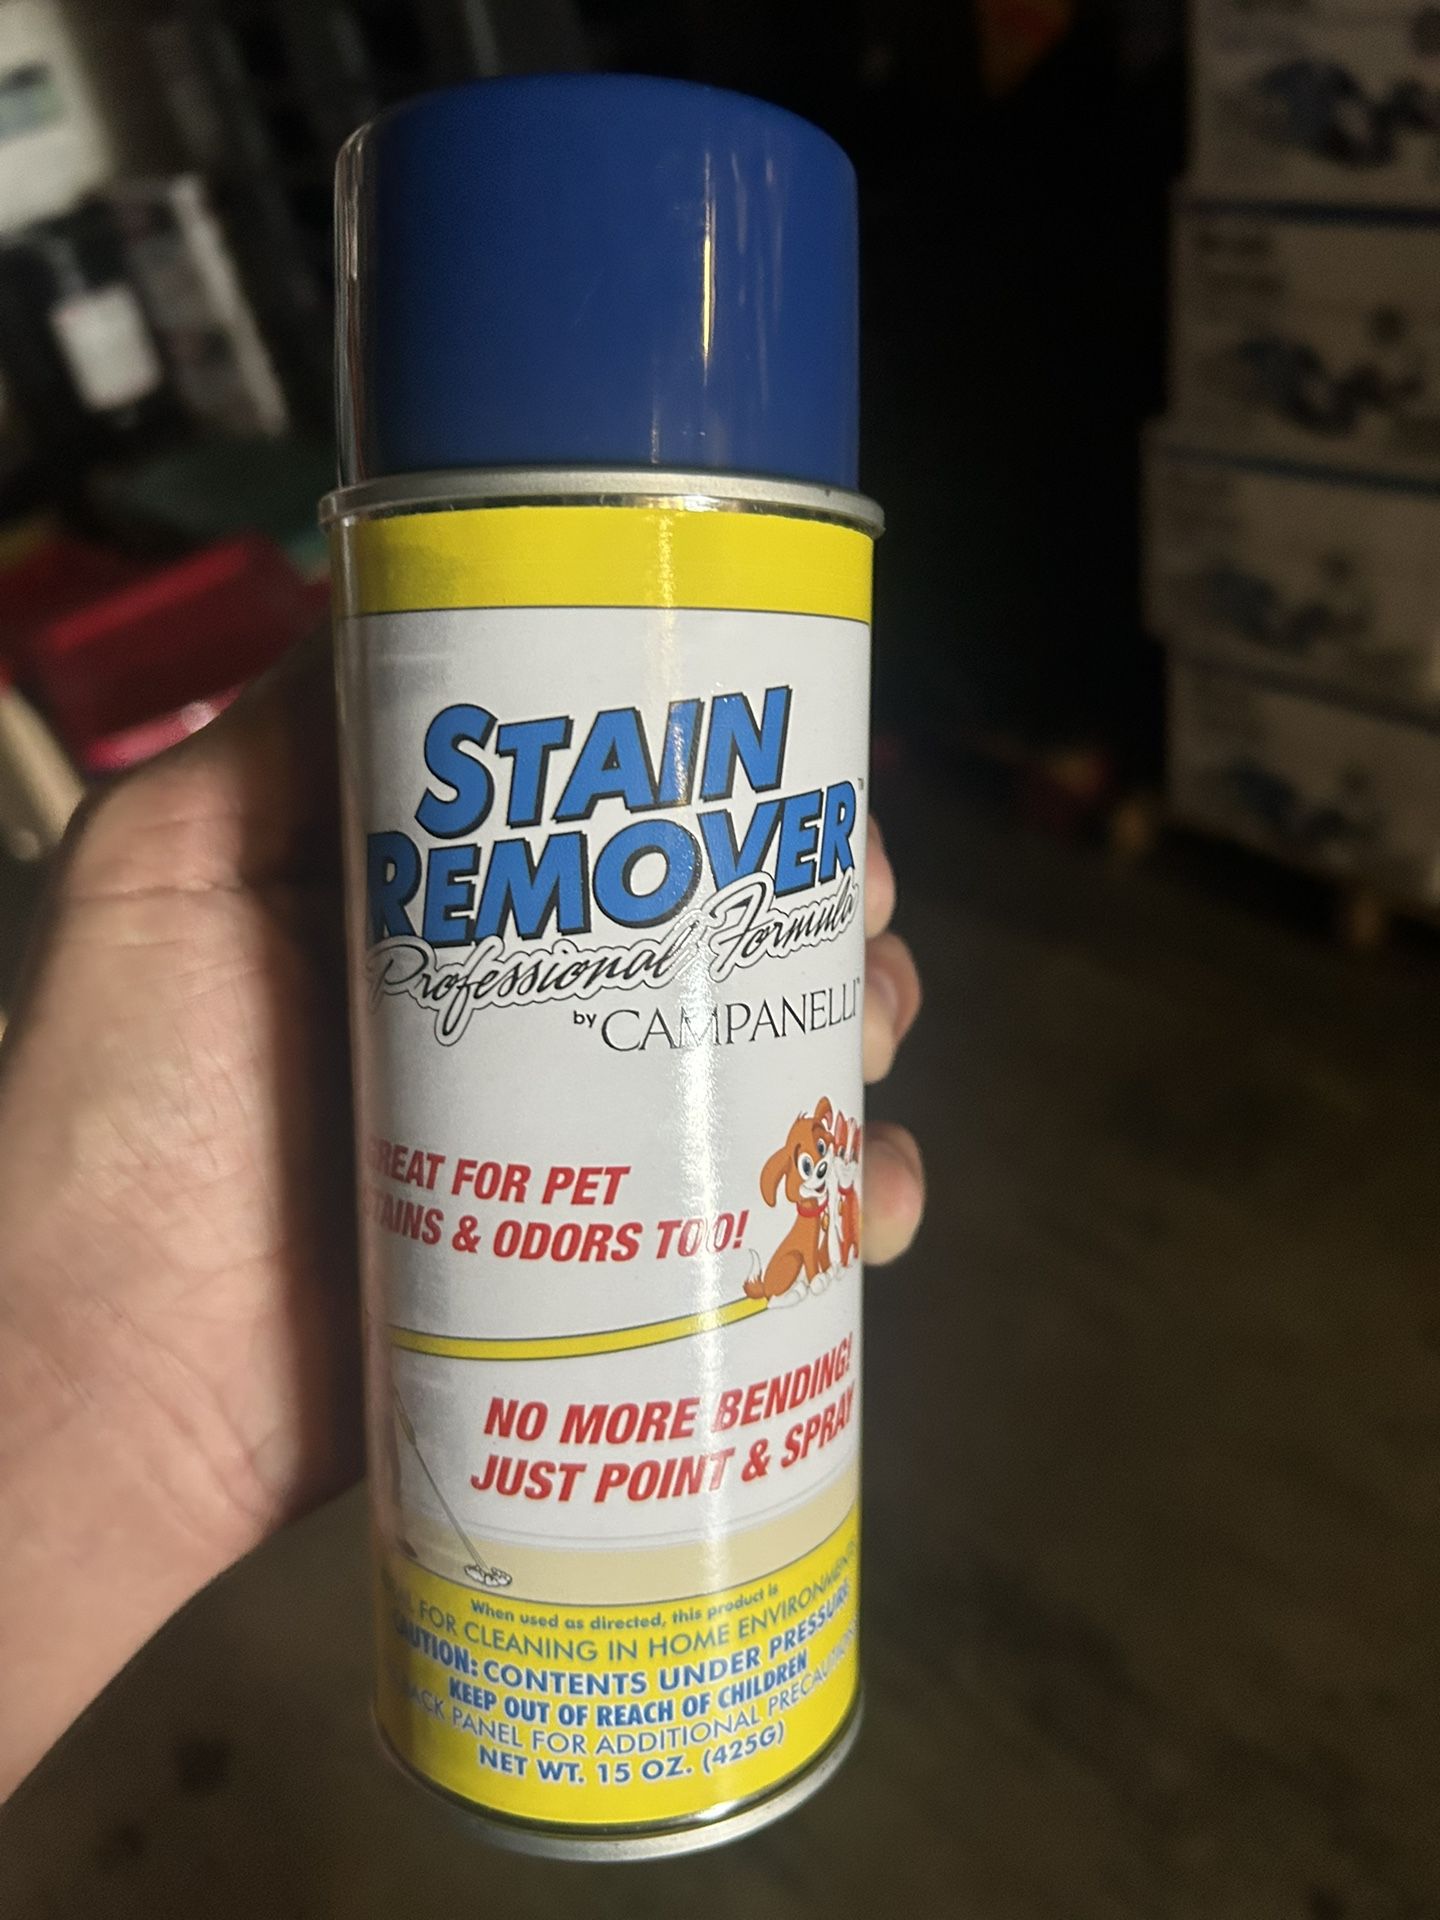 STAIN
REMOVER™
Professional Formula
by CAMPANELLI™
GREAT FOR PET
STAINS & ODORS TOO!
NO MORE BENDING!
JUST POINT & SPRAY
When used as directed, this product is
FOR CLEANING IN HOME ENVIRONMENTS
CAUTION: CONTENTS UNDER PRESSURE
KEEP OUT OF REACH OF CHILDREN
BACK PANEL FOR ADDITIONAL PRECAUTIONS
NET WT. 15 OZ. (425G)